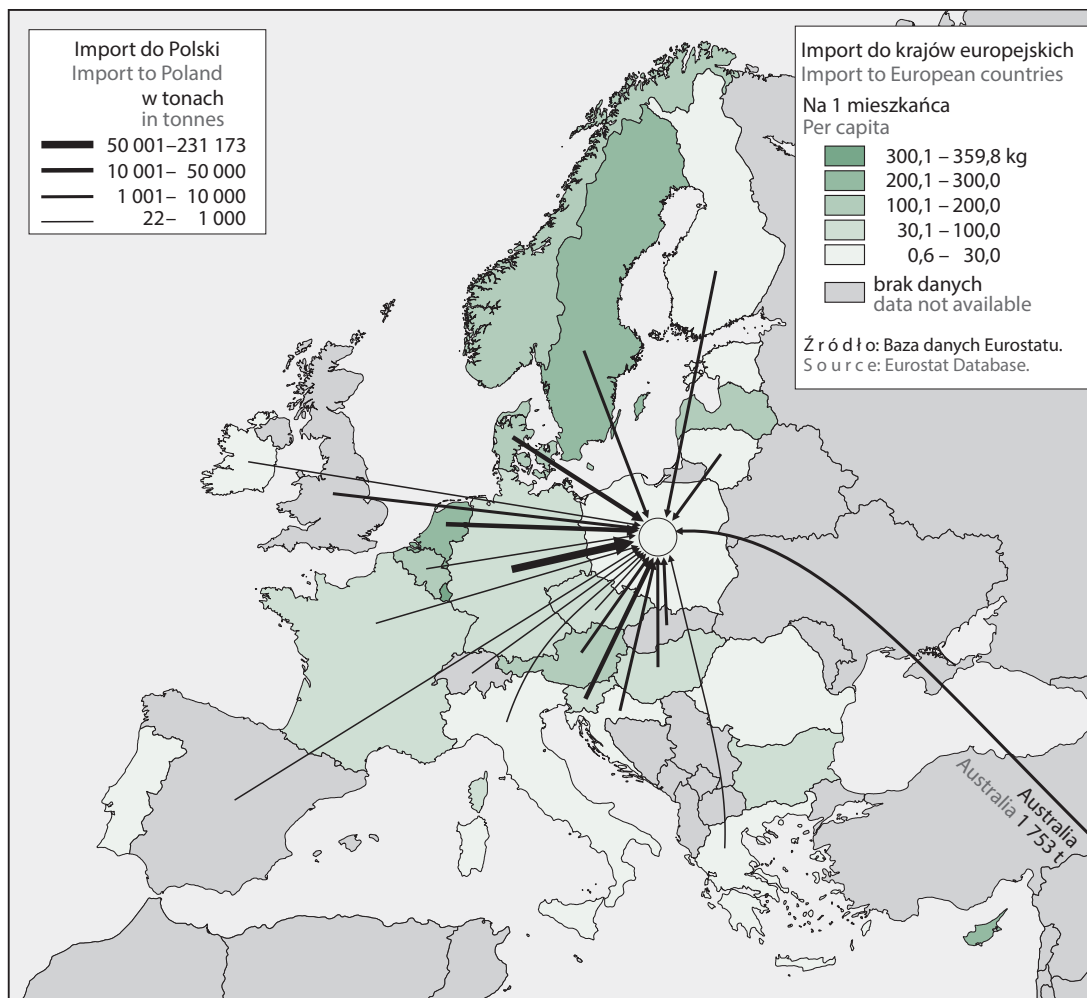 Import do Polski
Import to Poland
w tonach
in tonnes
50 001–231 173
10 001– 50 000
1 001– 10 000
22– 1 000
Import do krajów europejskich
Import to European countries
Na 1 mieszkańca
Per capita
300,1 – 359,8 kg
200,1 – 300,0
100,1 – 200,0
30,1 – 100,0
0,6 – 30,0
brak danych
data not available
Ź r ó d ł o: Baza danych Eurostatu.
S o u r c e: Eurostat Database.
Australia
Australia 1 753 t